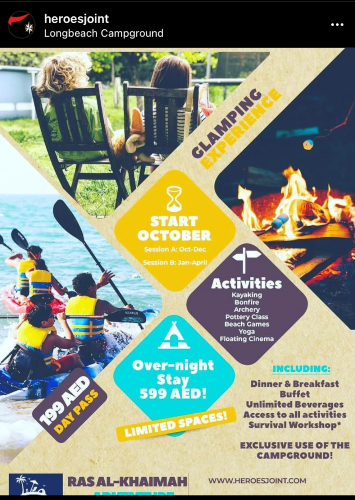 heroesjoint
Longbeach Campground
GLAMPING
EXPERIENCE
START
OCTOBER
Session A: Oct-Dec
Session B: Jan-April
Activities
Kayaking
Bonfire
Archery
Pottery Class
Beach Games
Yoga
Floating Cinema
Over-night
Stay
599 AED!
LIMITED SPACES!
199 AED
DAY PASS
INCLUDING:
Dinner & Breakfast
Buffet
Unlimited Beverages
Access to all activities
Survival Workshop*
EXCLUSIVE USE OF THE
CAMPGROUND!
RAS AL-KHAIMAH
ADVENTURE
WWW.HEROESJOINT.COM